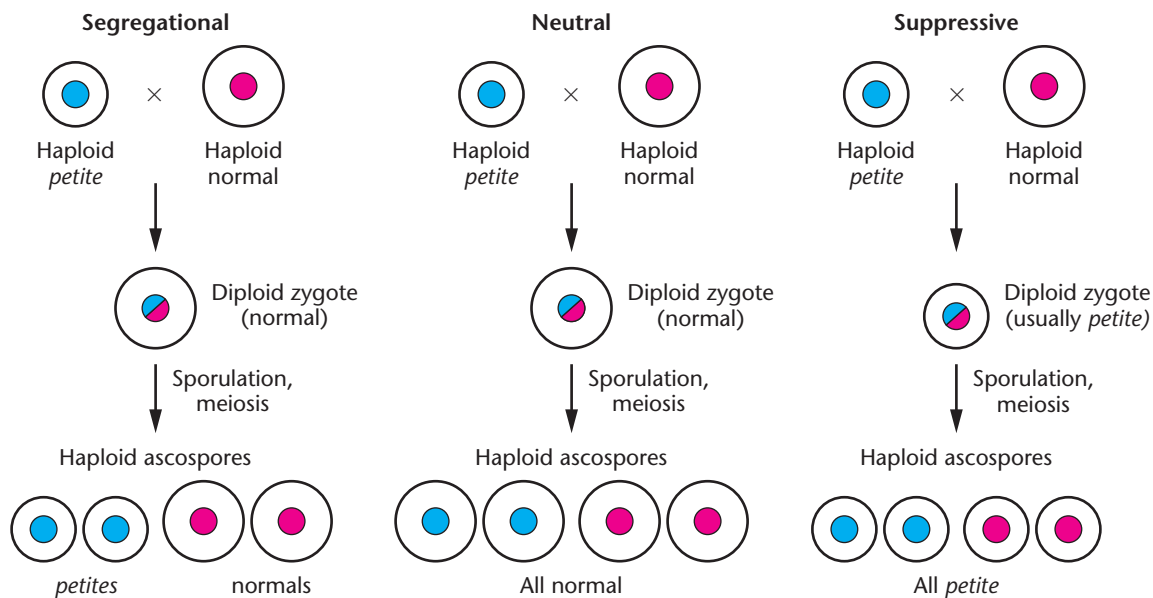 Segregational
×
Haploid
petite
Haploid
normal
Diploid zygote
(normal)
Sporulation,
meiosis
Haploid ascospores
petites
normals
Neutral
×
Haploid
petite
Haploid
normal
Diploid zygote
(normal)
Sporulation,
meiosis
Haploid ascospores
All normal
Suppressive
×
Haploid
petite
Haploid
normal
Diploid zygote
(usually petite)
Sporulation,
meiosis
Haploid ascospores
All petite